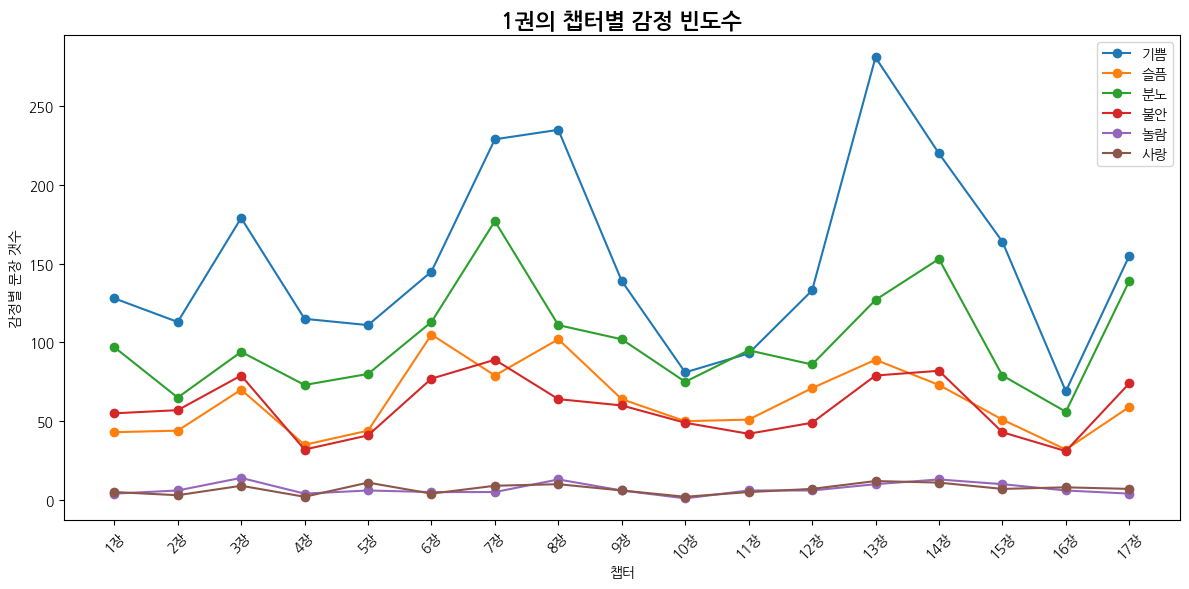 1권의 챕터별 감정 빈도수
기쁨
슬픔
분노
불안
놀람
사랑
감정별 문장 갯수
250
200
150
100
50
0
1장 2장 3장 4장 5장 6장 7장 8장 9장 10장 11장 12장 13장 14장 15장 16장 17장
챕터